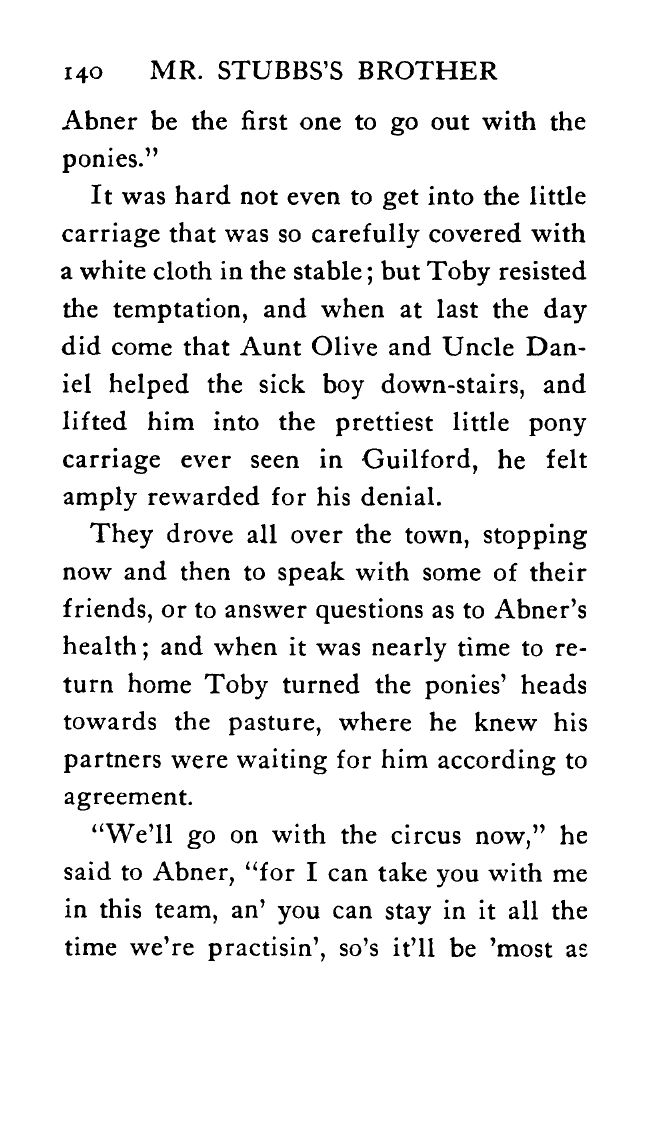 140 MR. STUBBS'S BROTHER
Abner be the first one to go out with the
ponies.”
It was hard not even to get into the little
carriage that was so carefully covered with
a white cloth in the stable; but Toby resisted
the temptation, and when at last the day
did come that Aunt Olive and Uncle Dan-
iel helped the sick boy down-stairs, and
lifted him into the prettiest little pony
carriage ever seen in Guilford, he felt
amply rewarded for his denial.
They drove all over the town, stopping
now and then to speak with some of their
friends, or to answer questions as to Abner's
health; and when it was nearly time to re-
turn home Toby turned the ponies' heads
towards the pasture, where he knew his
partners were waiting for him according to
agreement.
“We'll go on with the circus now,” he
said to Abner, “for I can take you with me
in this team, an' you can stay in it all the
time we're practisin', so's it'll be 'most as